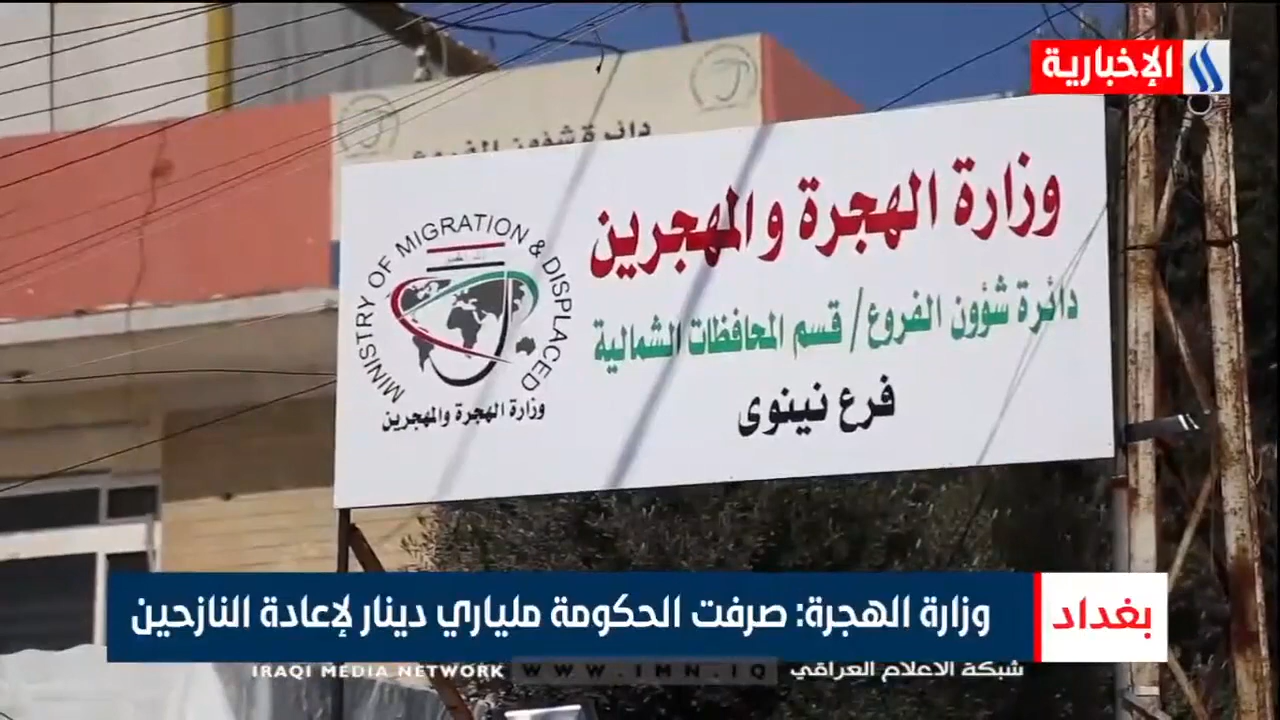 الإخبارية
دائرة شؤون الفروع
وزارة الهجرة والمهجرين
دائرة شؤون الفروع/ قسم المحافظات الشمالية
فرع نينوى
MINISTRY OF MIGRATION & DISPLACED
وزارة الهجرة والمهجرين
بغداد
وزارة الهجرة: صرفت الحكومة ملياري دينار لإعادة النازحين
IRAQI MEDIA NETWORK WWW.IMN.IQ شبكة الاعلام العراقي